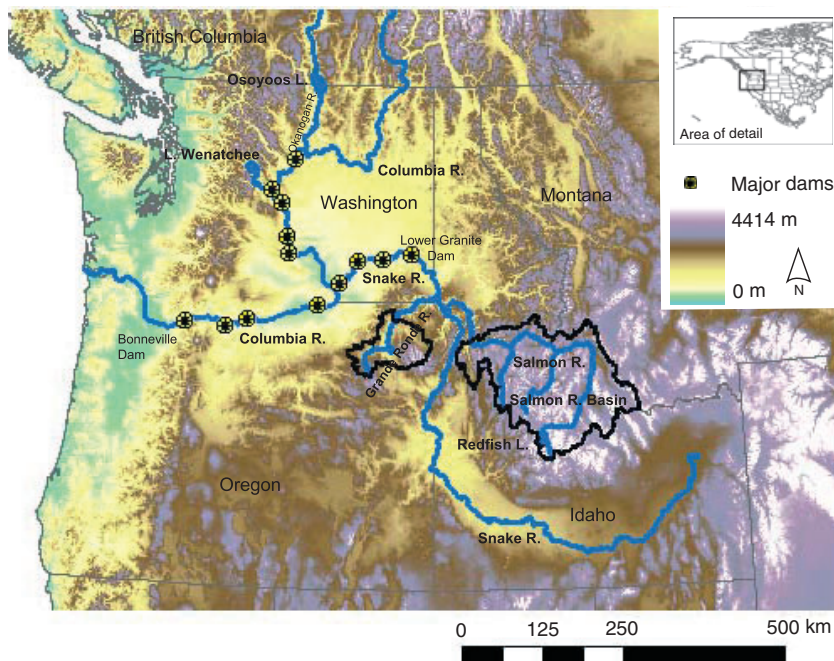 British Columbia
Osoyoos L.
Okanogan R.
L. Wenatchee
Columbia R.
Washington
Montana
Lower Granite
Dam
Snake R.
Bonneville
Dam
Columbia R.
Grande Ronde R.
Salmon R.
Salmon R. Basin
Redfish L.
Oregon
Idaho
Snake R.
Area of detail
Major dams
4414 m
0 m
N
0 125 250 500 km